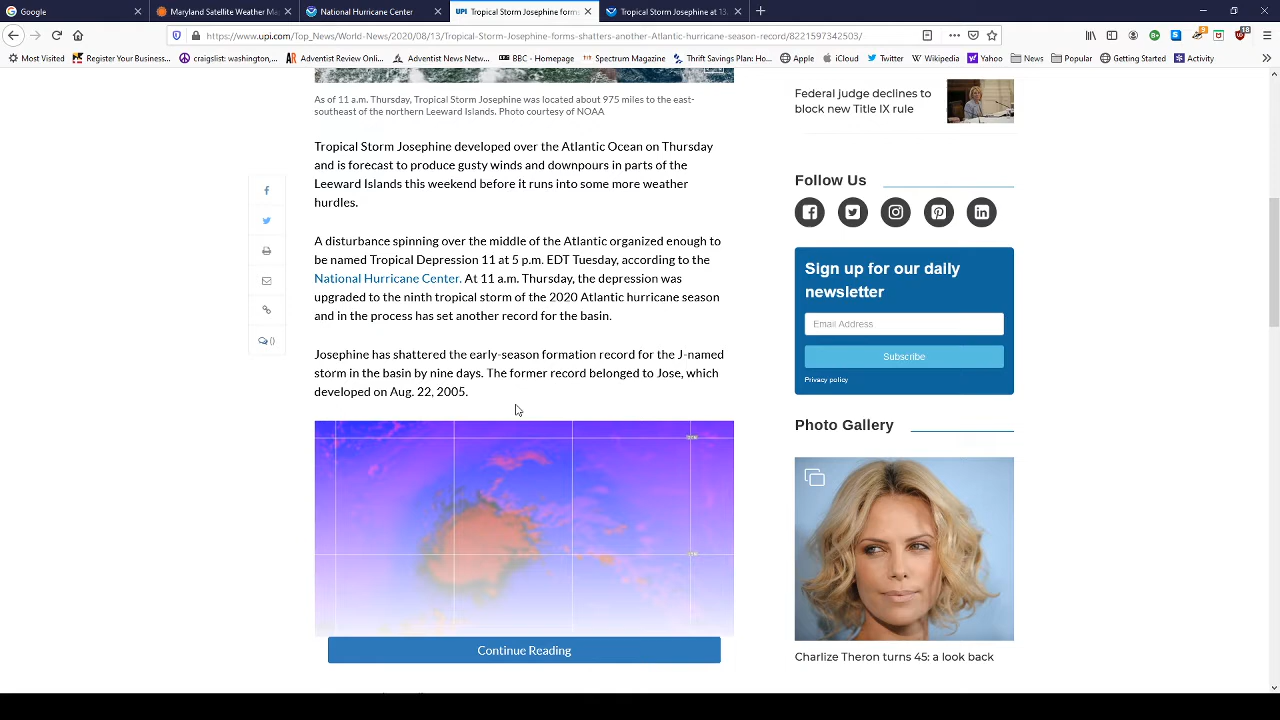 Google
Maryland Satellite Weather Ma
National Hurricane Center
UPI Tropical Storm Josephine form
Tropical Storm Josephine at 13.
https://www.upi.com/Top_News/World-News/2020/08/13/Tropical-Storm-Josephine-forms-shatters-another-Atlantic-hurricane-season-record/8221597342503/
Most Visited Register Your Business... craigslist: washington... Adventist Review Onli... Adventist News Netw... BBC - Homepage Spectrum Magazine Thrift Savings Plan: Ho... Apple iCloud Twitter Wikipedia Yahoo News Popular Getting Started Activity
As of 11 a.m. Thursday, Tropical Storm Josephine was located about 975 miles to the east-
southeast of the northern Leeward Islands. Photo courtesy of NOAA
Tropical Storm Josephine developed over the Atlantic Ocean on Thursday
and is forecast to produce gusty winds and downpours in parts of the
Leeward Islands this weekend before it runs into some more weather
hurdles.
A disturbance spinning over the middle of the Atlantic organized enough to
be named Tropical Depression 11 at 5 p.m. EDT Tuesday, according to the
National Hurricane Center. At 11 a.m. Thursday, the depression was
upgraded to the ninth tropical storm of the 2020 Atlantic hurricane season
and in the process has set another record for the basin.
Josephine has shattered the early-season formation record for the J-named
storm in the basin by nine days. The former record belonged to Jose, which
developed on Aug. 22, 2005.
Continue Reading
Federal judge declines to
block new Title IX rule
Follow Us
Sign up for our daily
newsletter
Email Address
Subscribe
Privacy policy
Photo Gallery
Charlize Theron turns 45: a look back